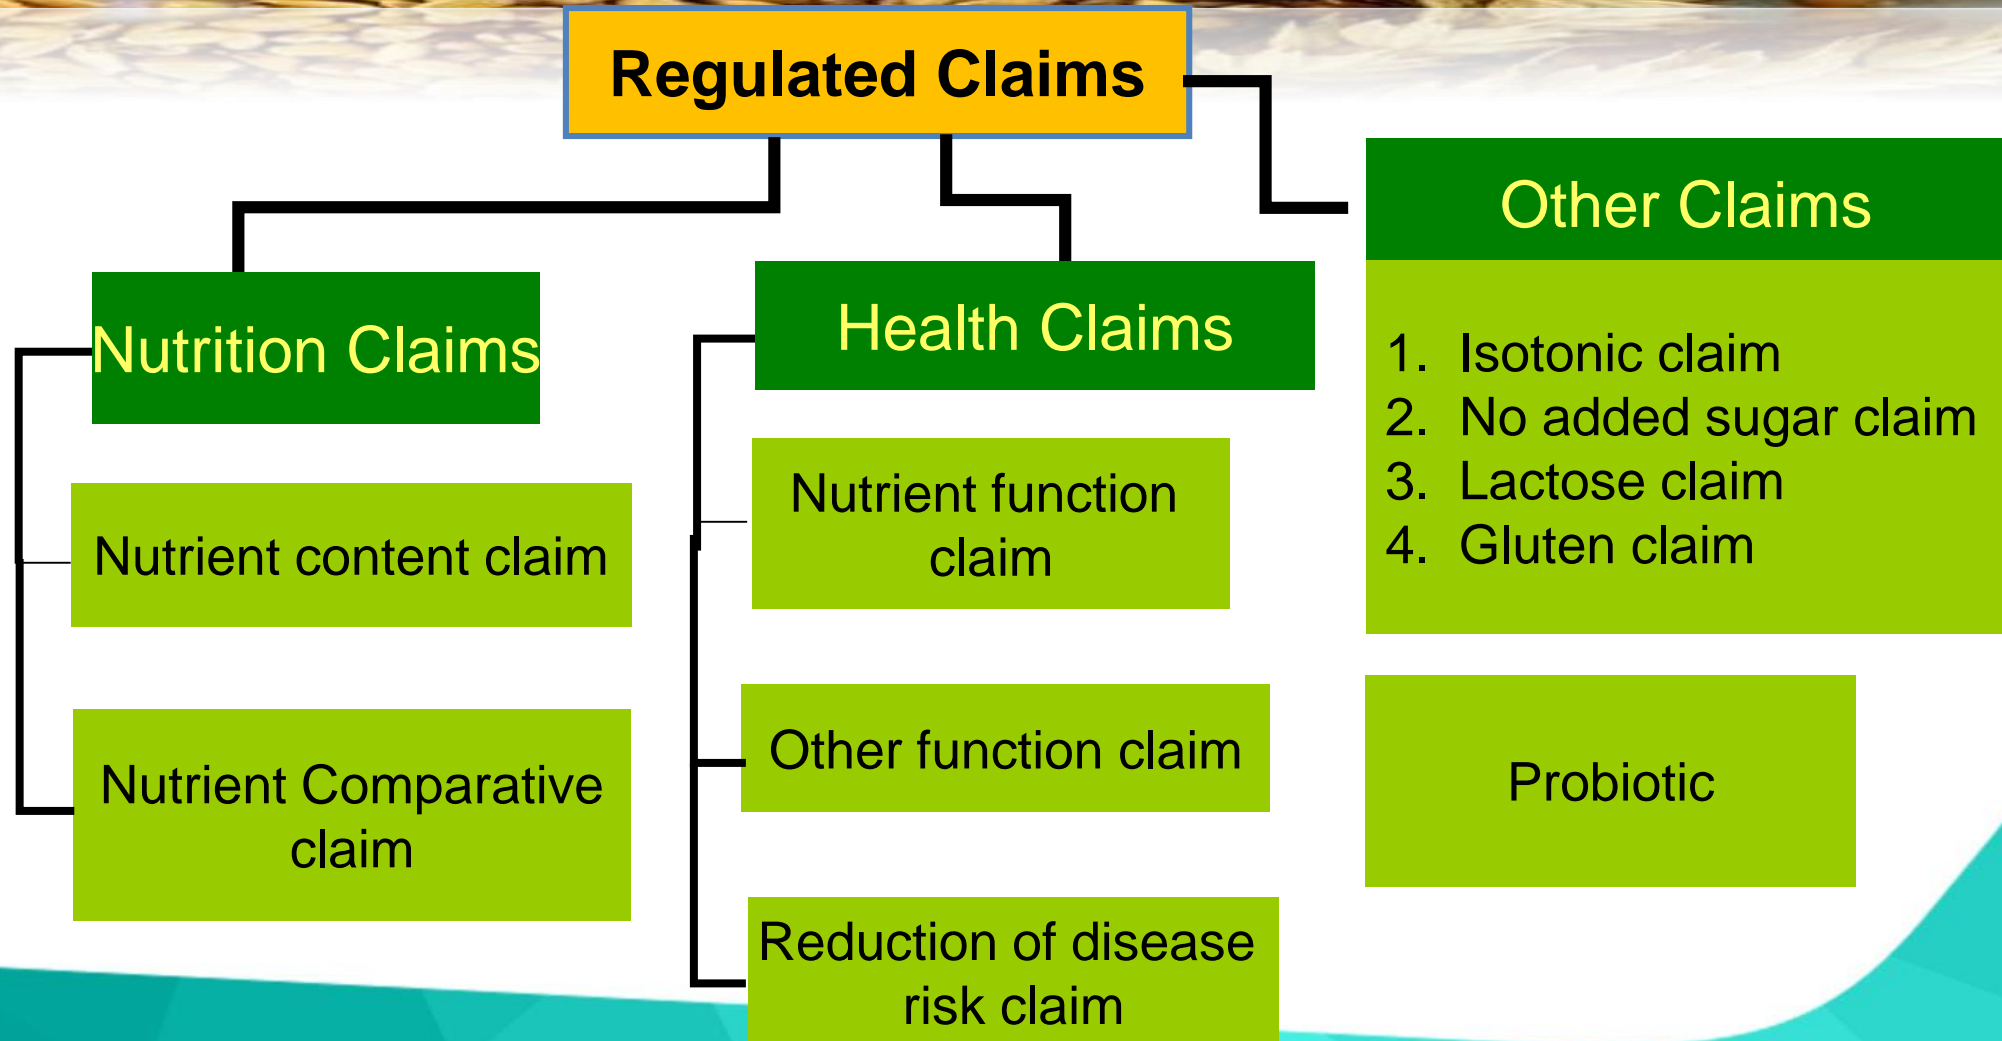 Regulated Claims
Nutrition Claims
Nutrient content claim
Nutrient Comparative
claim
Health Claims
Nutrient function
claim
Other function claim
Reduction of disease
risk claim
Other Claims
1. Isotonic claim
2. No added sugar claim
3. Lactose claim
4. Gluten claim
Probiotic